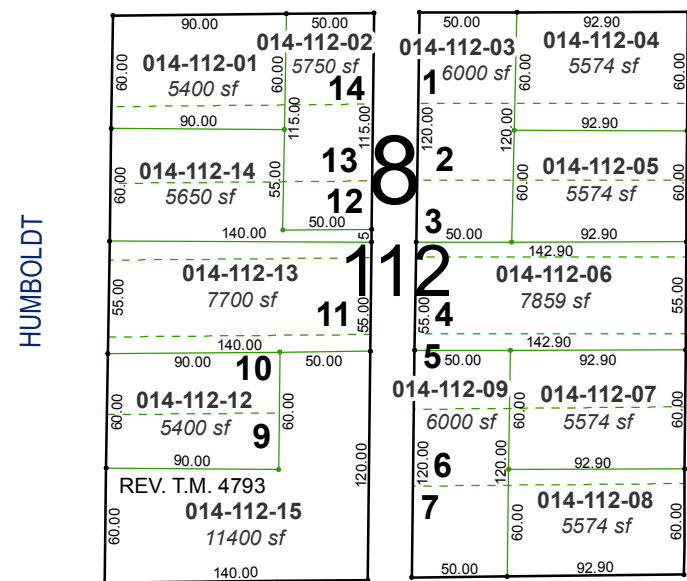 90.00 50.00 50.00 92.90
014-112-02
014-112-03 014-112-04
60.00 014-112-01 60.00 5750 sf 6000 sf 60.00 5574 sf
5400 sf 14 1
90.00 115.00 115.00 120.00 120.00 92.90
8
13 2
60.00 014-112-14 55.00 60.00 014-112-05
5650 sf 12 5574 sf
50.00 3
140.00 5 50.00 92.90
112 142.90
HUMBOLDT
55.00 014-112-13 014-112-06 55.00
7700 sf 7859 sf
11 55.00 55.00 4
140.00 142.90
90.00 10 50.00 5 50.00 92.90
60.00 014-112-12 60.00 014-112-09 60.00 014-112-07 60.00
5400 sf 6000 sf 5574 sf
9
90.00 120.00 120.00 6 120.00 92.90
REV. T.M. 4793
7
60.00 014-112-15 60.00 014-112-08 60.00
11400 sf 5574 sf
140.00 50.00 92.90